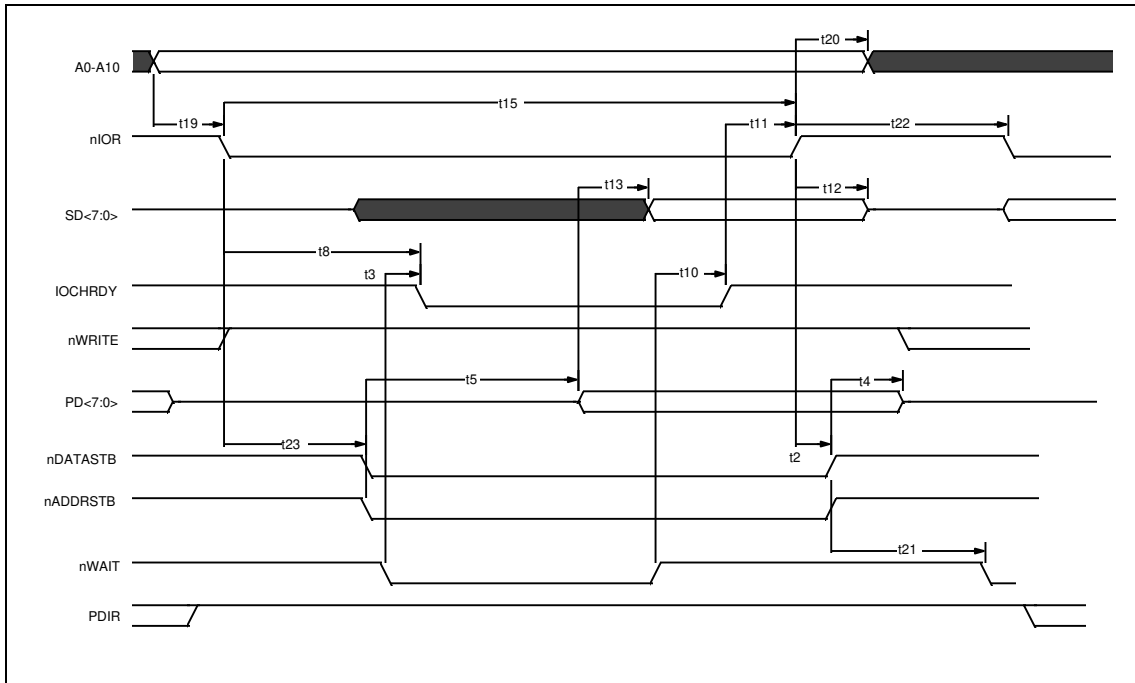 t20
A0-A10
t15
t19
t11
t22
nIOR
t13
t12
SD<7:0>
t8
t3
t10
IOCHRDY
nWRITE
t5
t4
PD<7:0>
t23
t2
nDATASTB
nADDRSTB
t21
nWAIT
PDIR